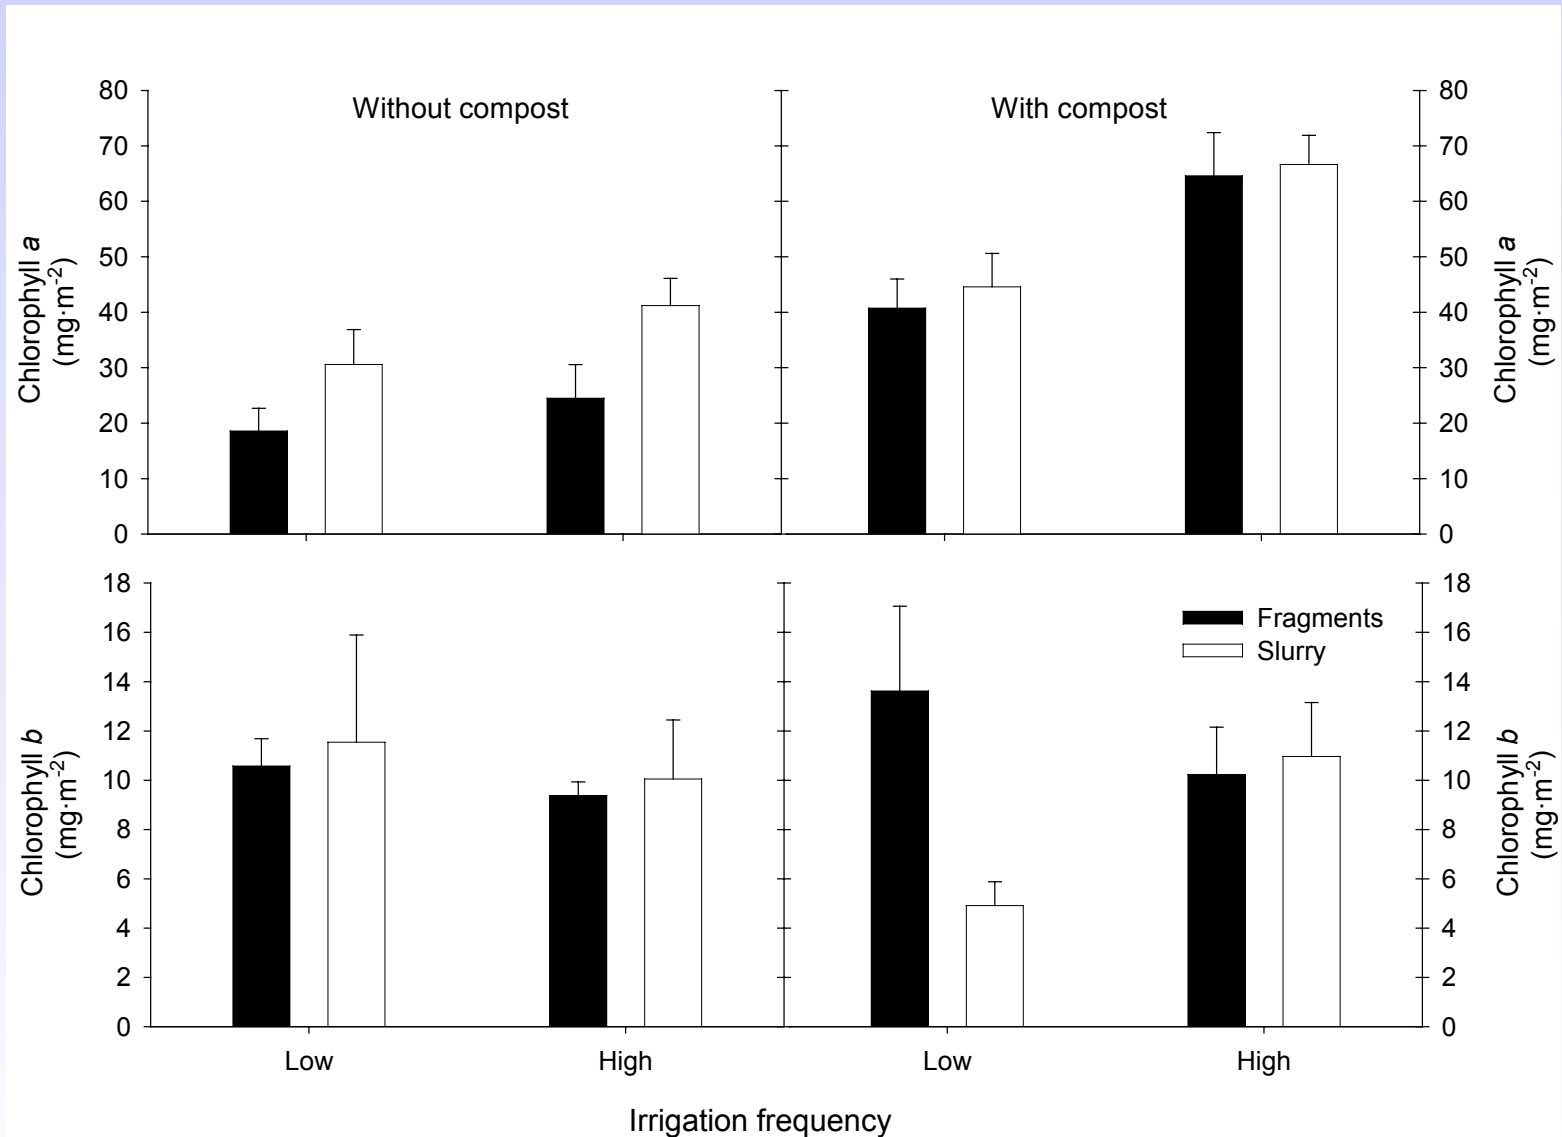 Without compost
With compost
80
70
60
50
40
30
20
10
0
Chlorophyll a
(mg·m-2)
80
70
60
50
40
30
20
10
0
Chlorophyll a
(mg·m-2)
18
16
14
12
10
8
6
4
2
0
Chlorophyll b
(mg·m-2)
Fragments
Slurry
18
16
14
12
10
8
6
4
2
0
Chlorophyll b
(mg·m-2)
Low
High
Low
High
Irrigation frequency